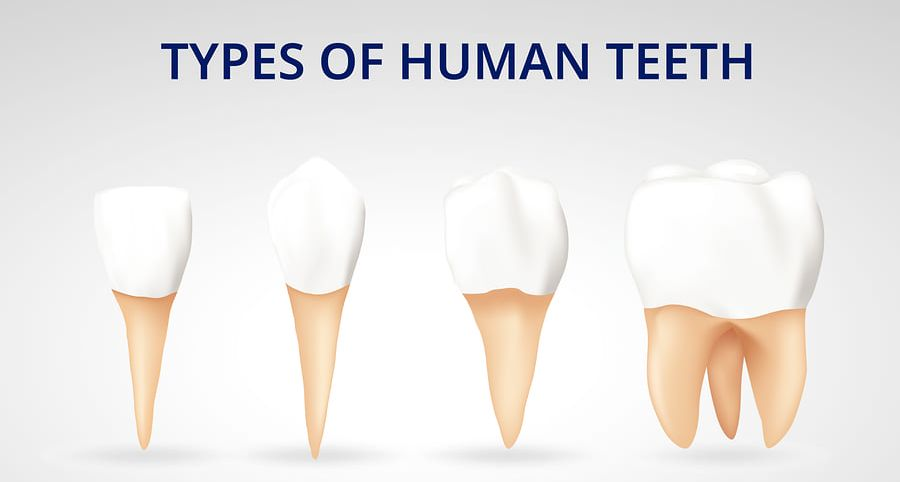 TYPES OF HUMAN TEETH